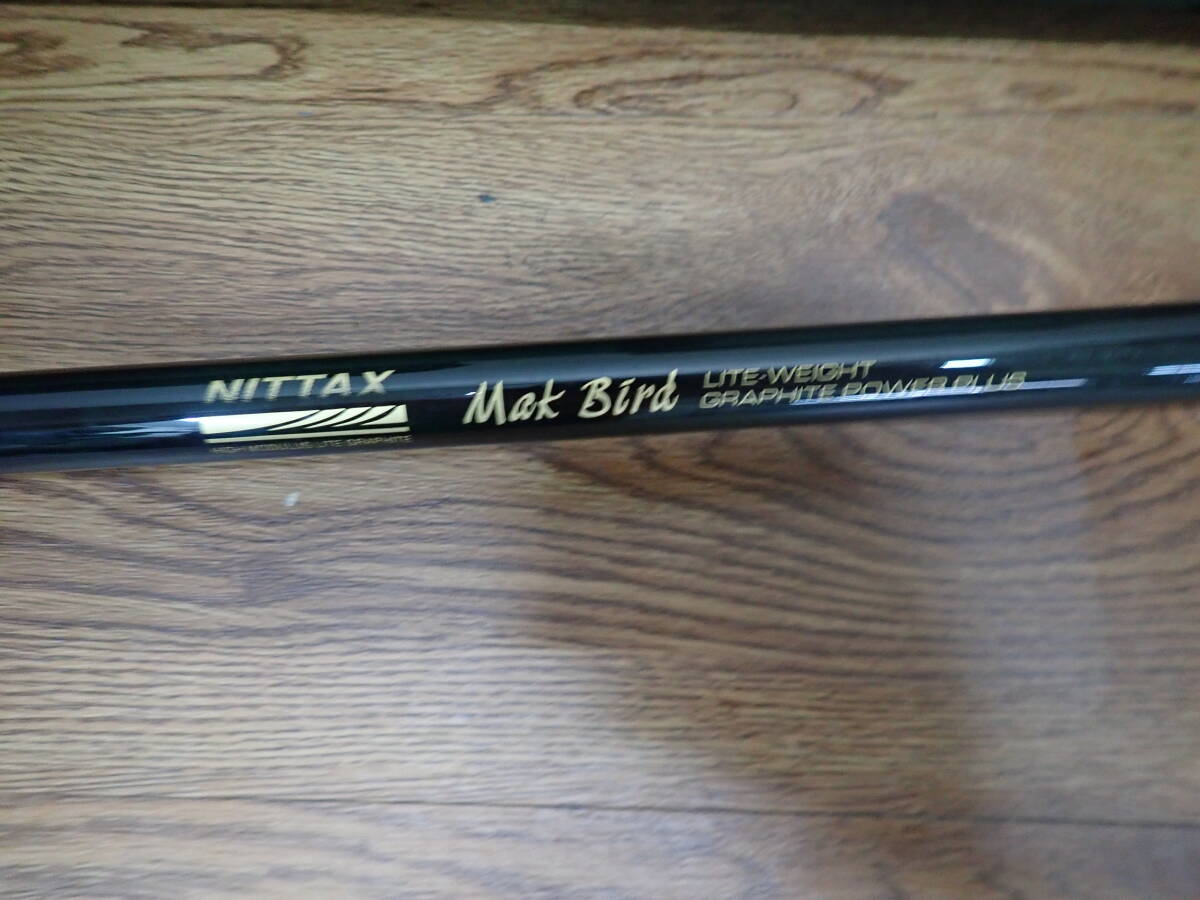 NITTAX
HIGH MODULUS LITE GRAPHITE
Mak Bird
LITE-WEIGHT
GRAPHITE POWER PLUS